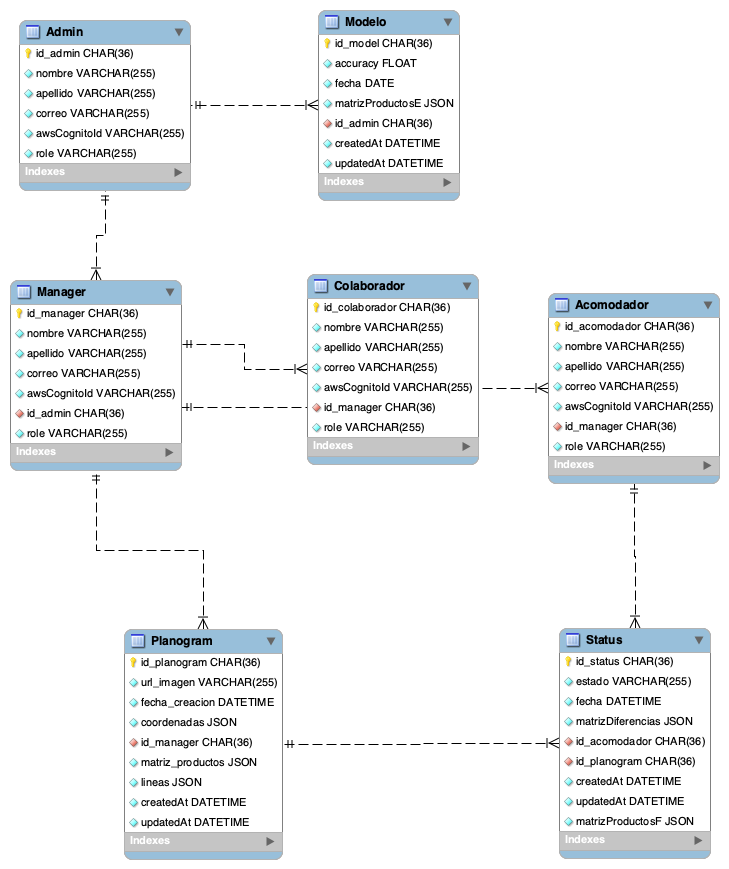 Admin
id_admin CHAR(36)
nombre VARCHAR(255)
apellido VARCHAR(255)
correo VARCHAR(255)
awsCognitoId VARCHAR(255)
role VARCHAR(255)
Indexes
Modelo
id_model CHAR(36)
accuracy FLOAT
fecha DATE
matrizProductosE JSON
id_admin CHAR(36)
createdAt DATETIME
updatedAt DATETIME
Indexes
Manager
id_manager CHAR(36)
nombre VARCHAR(255)
apellido VARCHAR(255)
correo VARCHAR(255)
awsCognitoId VARCHAR(255)
id_admin CHAR(36)
role VARCHAR(255)
Indexes
Colaborador
id_colaborador CHAR(36)
nombre VARCHAR(255)
apellido VARCHAR(255)
correo VARCHAR(255)
awsCognitoId VARCHAR(255)
id_manager CHAR(36)
role VARCHAR(255)
Indexes
Acomodador
id_acomodador CHAR(36)
nombre VARCHAR(255)
apellido VARCHAR(255)
correo VARCHAR(255)
awsCognitoId VARCHAR(255)
id_manager CHAR(36)
role VARCHAR(255)
Indexes
Planogram
id_planogram CHAR(36)
url_imagen VARCHAR(255)
fecha_creacion DATETIME
coordenadas JSON
id_manager CHAR(36)
matriz_productos JSON
lineas JSON
createdAt DATETIME
updatedAt DATETIME
Indexes
Status
id_status CHAR(36)
estado VARCHAR(255)
fecha DATETIME
matrizDiferencias JSON
id_acomodador CHAR(36)
id_planogram CHAR(36)
createdAt DATETIME
updatedAt DATETIME
matrizProductosF JSON
Indexes